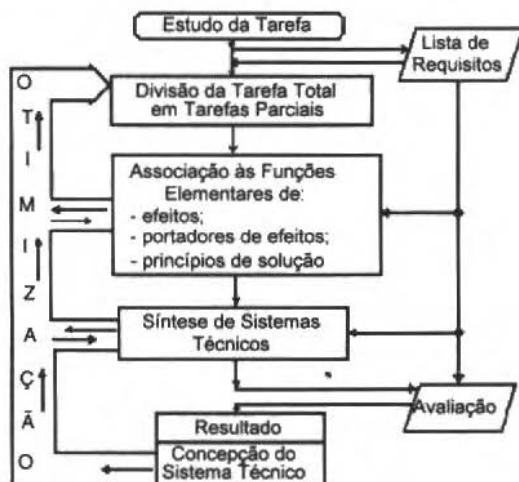 Estudo da Tarefa
Lista de
Requisitos
Divisão da Tarefa Total
em Tarefas Parciais
Associação às Funções
Elementares de:
- efeitos;
- portadores de efeitos;
- princípios de solução
Síntese de Sistemas
Técnicos
Avaliação
Resultado
Concepção do
Sistema Técnico
O
T
I
M
I
Z
A
Ç
Ã
O